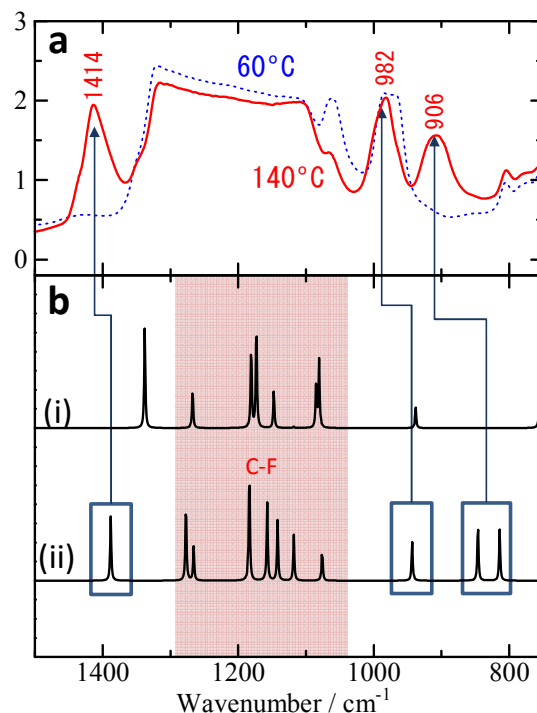 3
a
1414
60°C
982
906
2
140°C
1
0
b
(i)
C-F
(ii)
1400 1200 1000 800
Wavenumber / cm-1